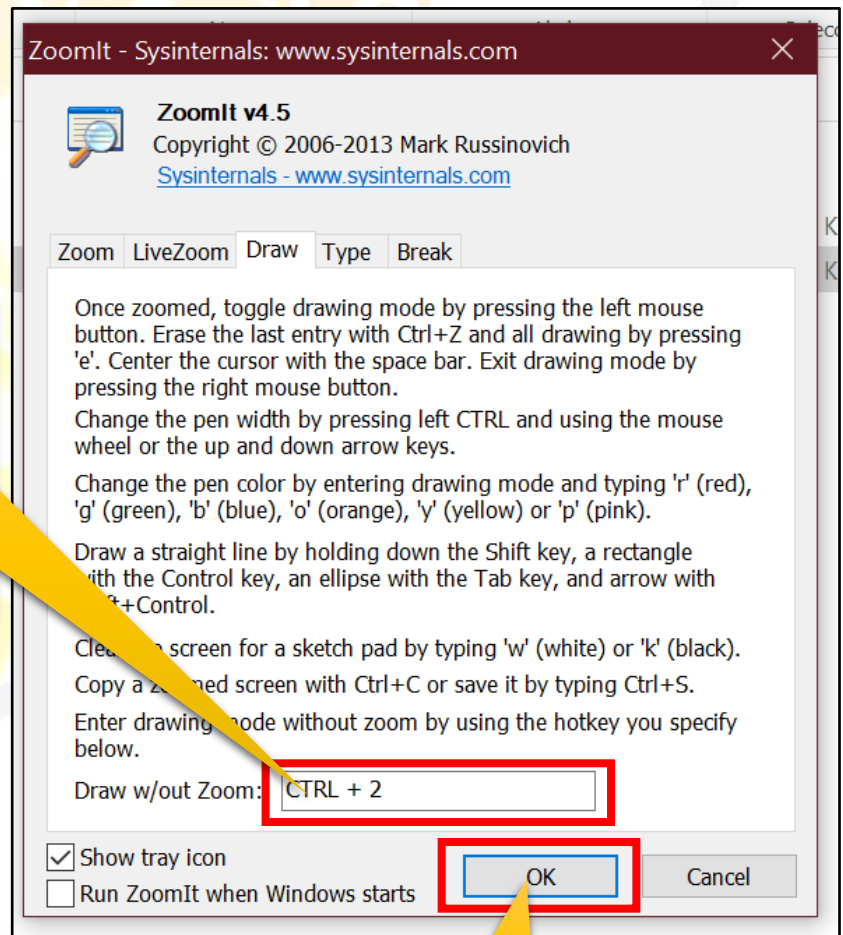 ZoomIt - Sysinternals: www.sysinternals.com
ZoomIt v4.5
Copyright © 2006-2013 Mark Russinovich
Sysinternals - www.sysinternals.com
K
K
Zoom LiveZoom Draw Type Break
Once zoomed, toggle drawing mode by pressing the left mouse
button. Erase the last entry with Ctrl+Z and all drawing by pressing
'e'. Center the cursor with the space bar. Exit drawing mode by
pressing the right mouse button.
Change the pen width by pressing left CTRL and using the mouse
wheel or the up and down arrow keys.
Change the pen color by entering drawing mode and typing 'r' (red),
'g' (green), 'b' (blue), 'o' (orange), 'y' (yellow) or 'p' (pink).
Draw a straight line by holding down the Shift key, a rectangle
with the Control key, an ellipse with the Tab key, and arrow with
+Control.
screen for a sketch pad by typing 'w' (white) or 'k' (black).
Copy a zoomed screen with Ctrl+C or save it by typing Ctrl+S.
Enter drawing mode without zoom by using the hotkey you specify
below.
Draw w/out Zoom: CTRL + 2
Show tray icon
Run ZoomIt when Windows starts
OK Cancel